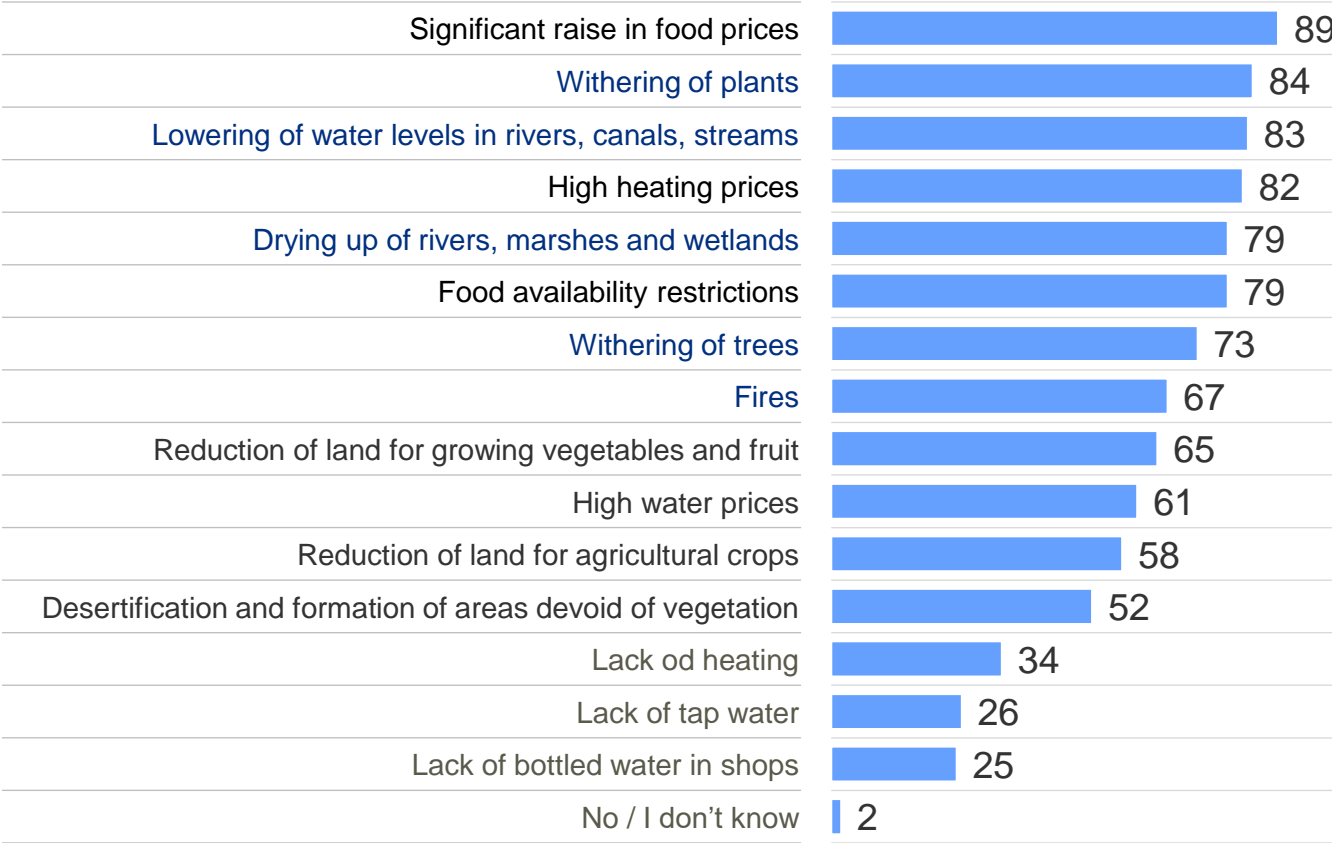 Significant raise in food prices 89
Withering of plants 84
Lowering of water levels in rivers, canals, streams 83
High heating prices 82
Drying up of rivers, marshes and wetlands 79
Food availability restrictions 79
Withering of trees 73
Fires 67
Reduction of land for growing vegetables and fruit 65
High water prices 61
Reduction of land for agricultural crops 58
Desertification and formation of areas devoid of vegetation 52
Lack od heating 34
Lack of tap water 26
Lack of bottled water in shops 25
No / I don’t know 2